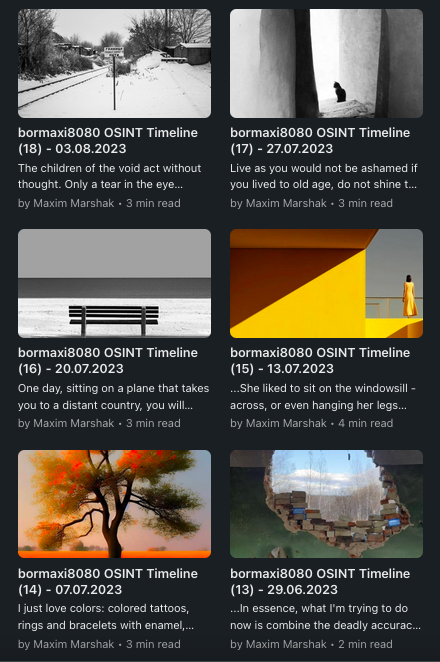 bormaxi8080 OSINT Timeline
(18) - 03.08.2023
The children of the void act without
thought. Only a tear in the eye...
by Maxim Marshak • 3 min read
bormaxi8080 OSINT Timeline
(17) - 27.07.2023
Live as you would not be ashamed if
you lived to old age, do not shine t...
by Maxim Marshak • 3 min read
bormaxi8080 OSINT Timeline
(16) - 20.07.2023
One day, sitting on a plane that takes
you to a distant country, you will...
by Maxim Marshak • 3 min read
bormaxi8080 OSINT Timeline
(15) - 13.07.2023
...She liked to sit on the windowsill -
across, or even hanging her legs...
by Maxim Marshak • 4 min read
bormaxi8080 OSINT Timeline
(14) - 07.07.2023
I just love colors: colored tattoos,
rings and bracelets with enamel,...
by Maxim Marshak • 3 min read
bormaxi8080 OSINT Timeline
(13) - 29.06.2023
...In essence, what I'm trying to do
now is combine the deadly accurac...
by Maxim Marshak • 2 min read